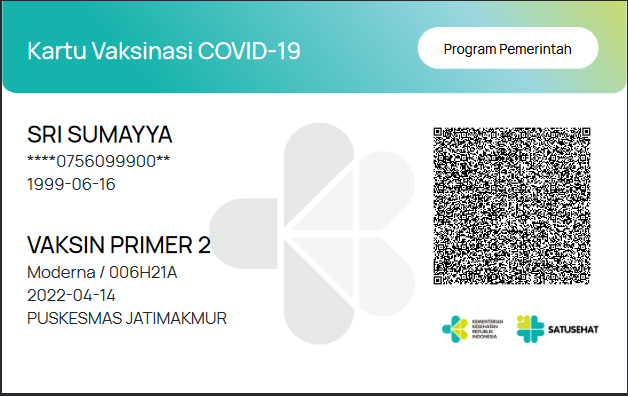 Kartu Vaksinasi COVID-19
Program Pemerintah
SRI SUMAYYA
****0756099900**
1999-06-16
VAKSIN PRIMER 2
Moderna / 006H21A
2022-04-14
PUSKESMAS JATIMAKMUR
KEMENTERIAN
KESEHATAN
REPUBLIK
INDONESIA
SATUSEHAT